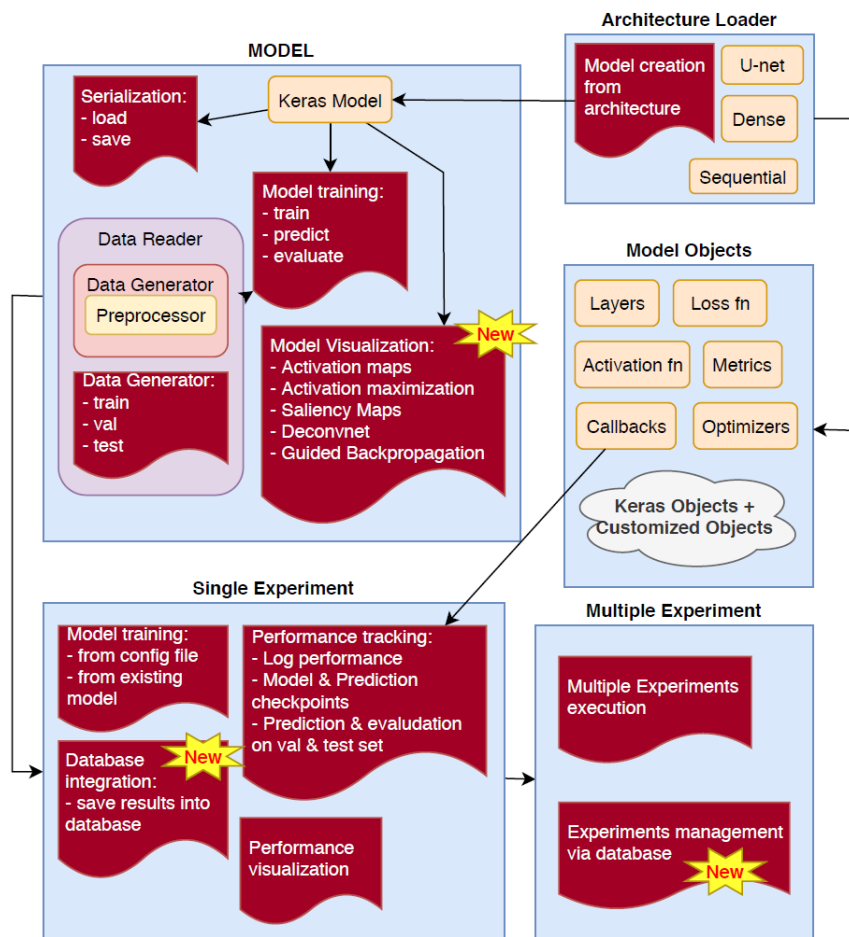 Architecture Loader
Model creation
from
architecture
U-net
Dense
Sequential
MODEL
Serialization:
- load
- save
Keras Model
Model training:
- train
- predict
- evaluate
Data Reader
Data Generator
Preprocessor
Data Generator:
- train
- val
- test
New
Model Visualization:
- Activation maps
- Activation maximization
- Saliency Maps
- Deconvnet
- Guided Backpropagation
Model Objects
Layers
Loss fn
Activation fn
Metrics
Callbacks
Optimizers
Keras Objects +
Customized Objects
Single Experiment
Model training:
- from config file
- from existing
model
Performance tracking:
- Log performance
- Model & Prediction
checkpoints
- Prediction & evaludation
on val & test set
New
Database
integration:
- save results into
database
Performance
visualization
Multiple Experiment
Multiple Experiments
execution
Experiments management
via database
New